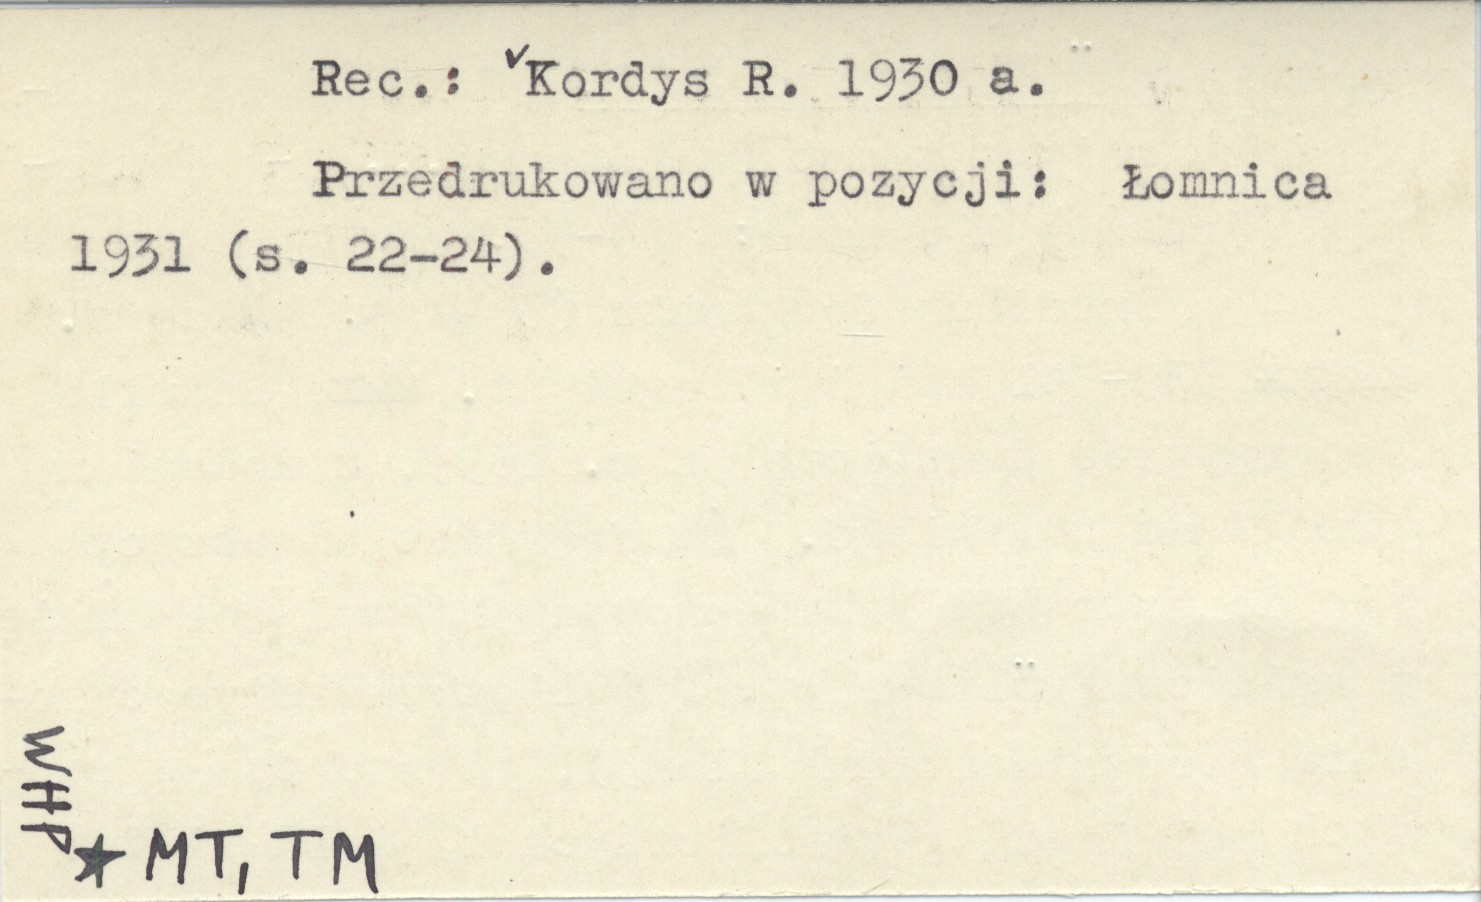 Rec.: ✓Kordys R. 1930 a.
Przedrukowano w pozycji: Łomnica
1931 (s. 22-24).
WHP
★ MT, TM